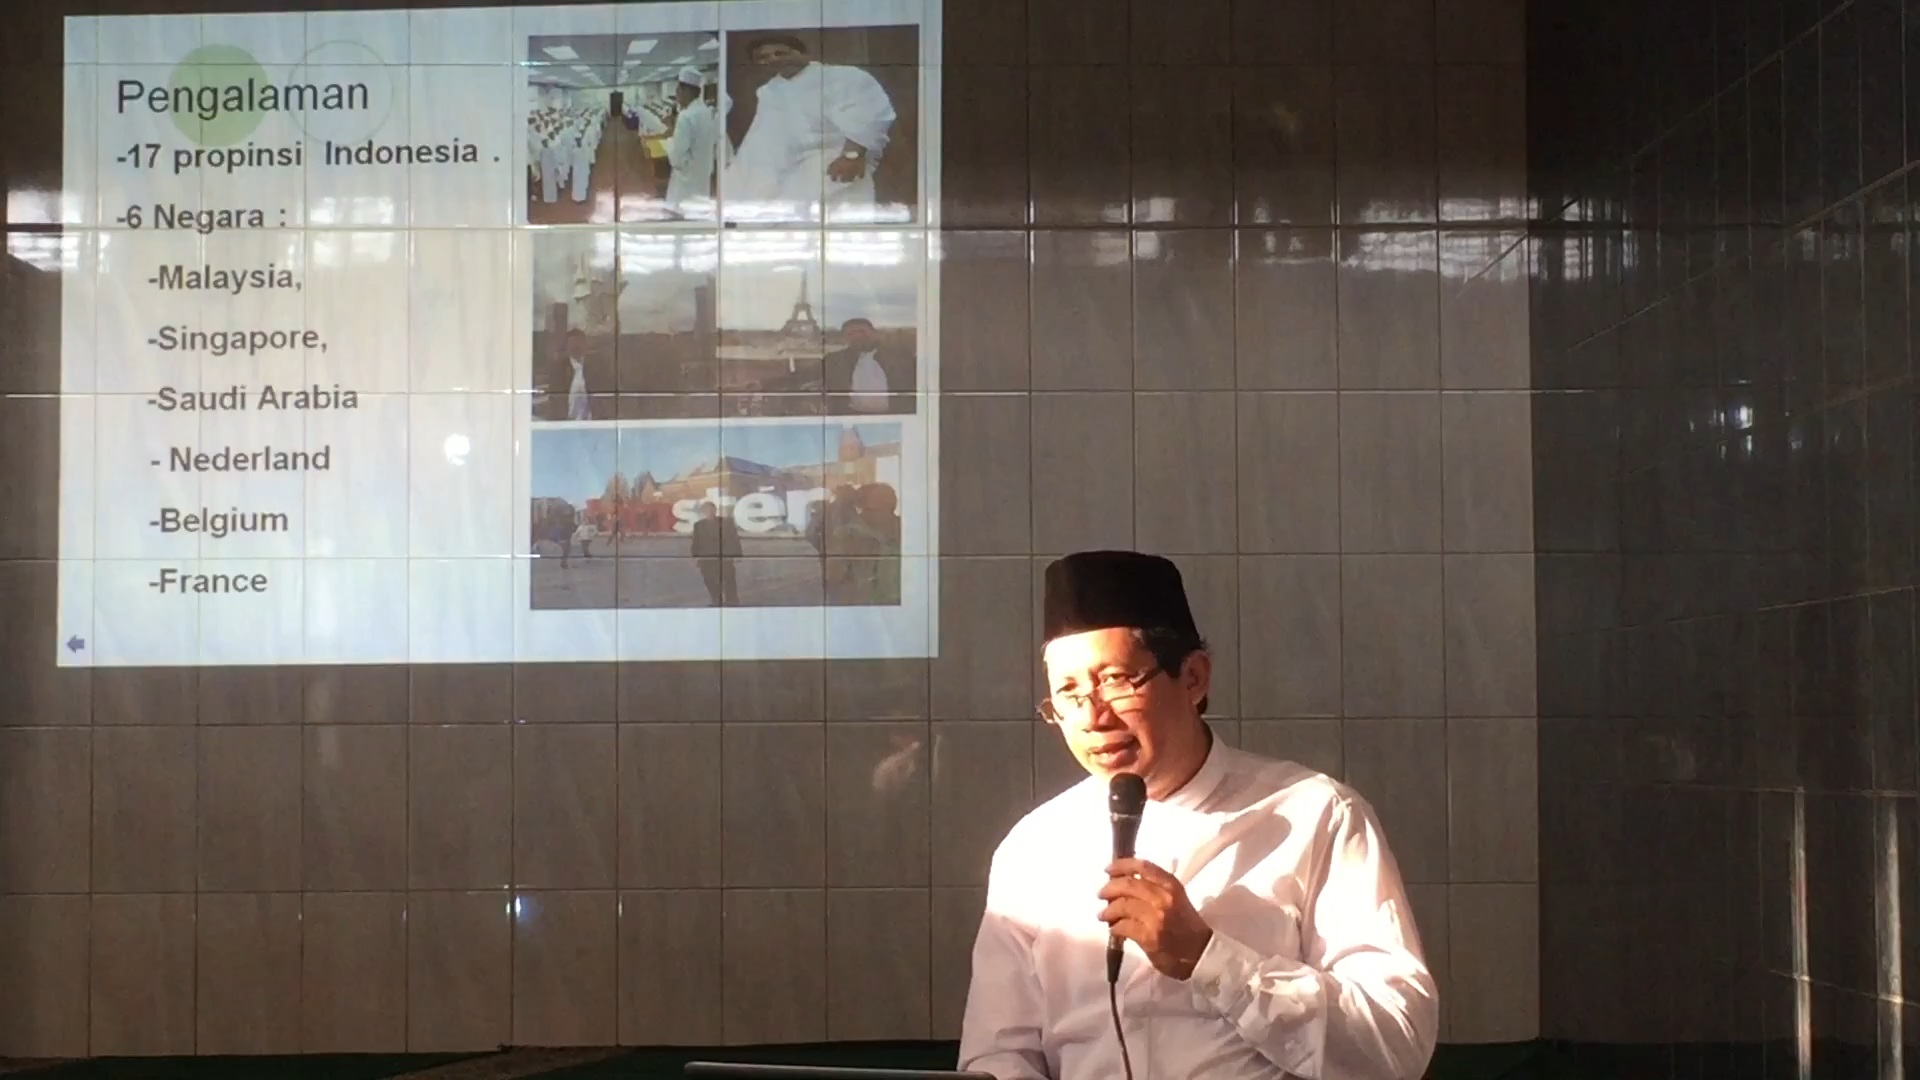 Pengalaman
-17 propinsi Indonesia .
-6 Negara :
-Malaysia,
-Singapore,
-Saudi Arabia
- Nederland
-Belgium
-France